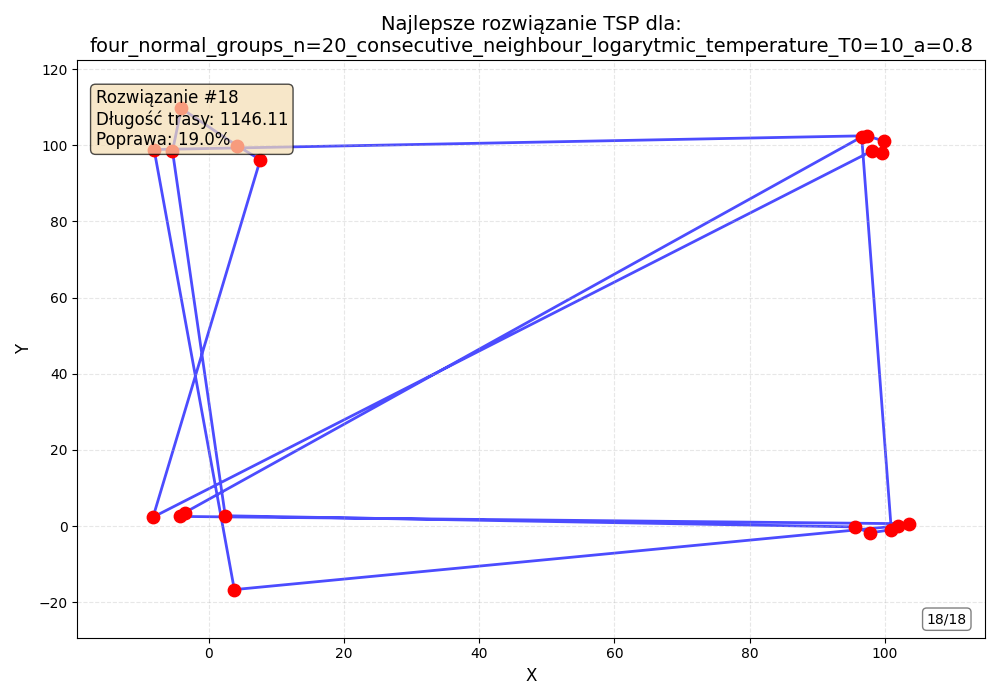 Najlepsze rozwiązanie TSP dla:
four_normal_groups_n=20_consecutive_neighbour_logarytmic_temperature_T0=10_a=0.8
Rozwiązanie #18
Długość trasy: 1146.11
Poprawa: 19.0%
120
100
80
60
40
20
0
−20
Y
18/18
0
20
40
60
80
100
X